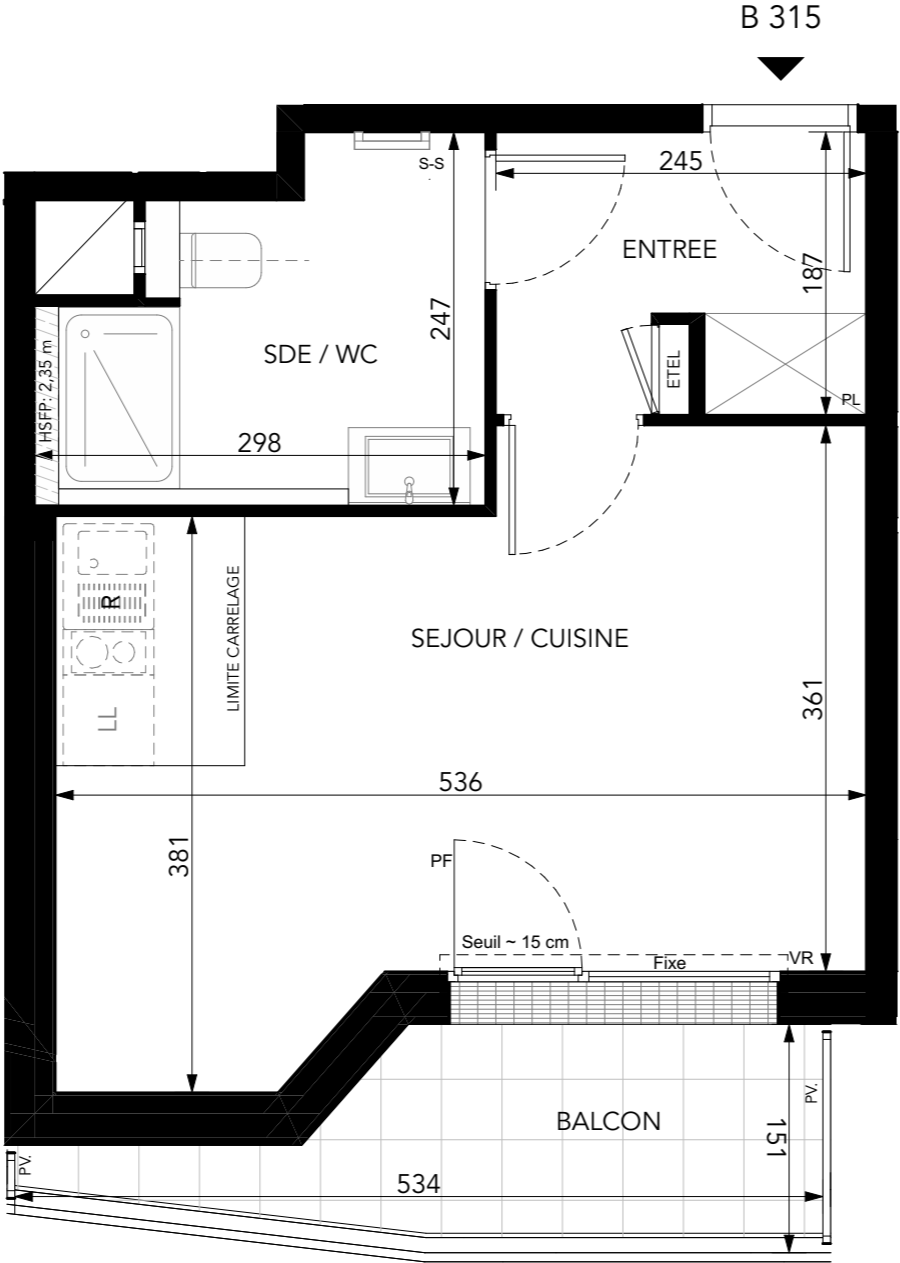 B 315
S-S
245
ENTREE
187
247
SDE / WC
HSFP: 2,35 m
ETEL
PL
298
R
LIMITE CARRELAGE
SEJOUR / CUISINE
LL
361
536
381
PF
Seuil ~ 15 cm
Fixe
VR
PV.
BALCON
151
PV.
534